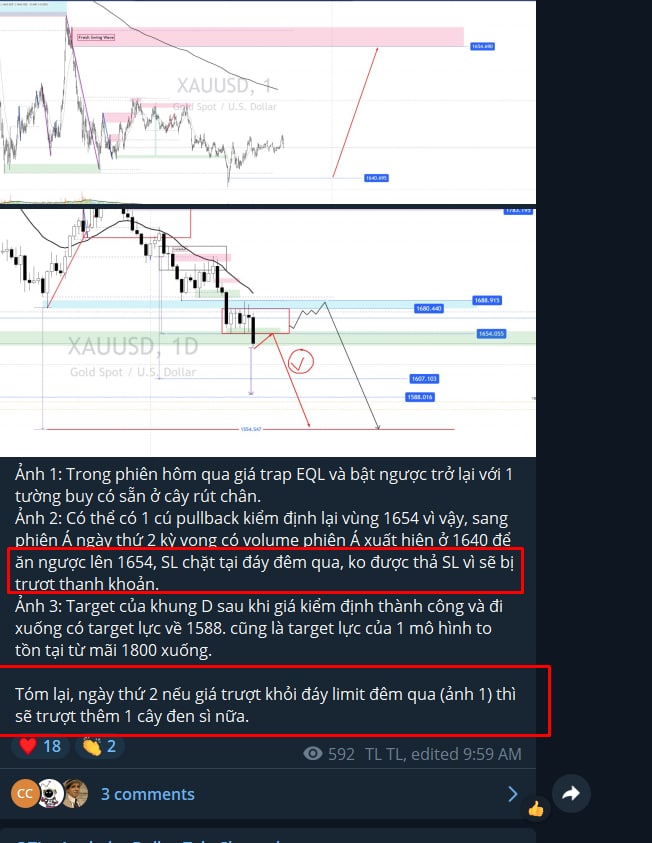 Fresh Swing Wave
1654.690
XAUUSD, 1
Gold Spot / U.S. Dollar
1640.695
1783.195
1688.915
1680.440
1654.055
XAUUSD, 1D
Gold Spot / U.S. Dollar
1607.103
1588.016
1554.547
Ảnh 1: Trong phiên hôm qua giá trap EQL và bật ngược trở lại với 1
tường buy có sẵn ở cây rút chân.
Ảnh 2: Có thể có 1 cú pullback kiểm định lại vùng 1654 vì vậy, sang
phiên Á ngày thứ 2 kỳ vọng có volume phiên Á xuất hiện ở 1640 để
ăn ngược lên 1654, SL chặt tại đáy đêm qua, ko được thả SL vì sẽ bị
trượt thanh khoản.
Ảnh 3: Target của khung D sau khi giá kiểm định thành công và đi
xuống có target lực về 1588. cũng là target lực của 1 mô hình to
tồn tại từ mãi 1800 xuống.
Tóm lại, ngày thứ 2 nếu giá trượt khỏi đáy limit đêm qua (ảnh 1) thì
sẽ trượt thêm 1 cây đen sì nữa.
18
2
592 TL TL, edited 9:59 AM
CC
3 comments